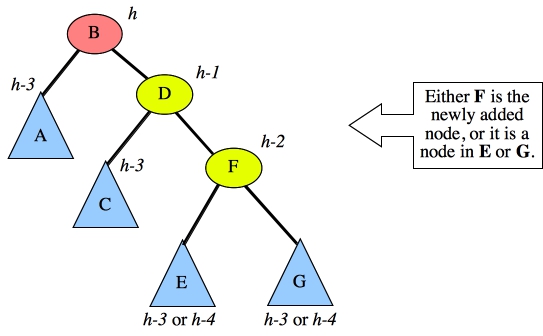 h
B
h-1
h-3
D
Either F is the
newly added
node, or it is a
node in E or G.
A
h-2
h-3
F
C
E
G
h-3 or h-4
h-3 or h-4